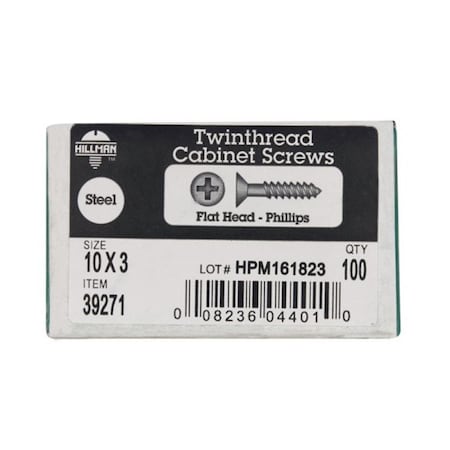 HILLMAN
TM
Twinthread
Cabinet Screws
Steel
Flat Head - Phillips
SIZE
10 X 3
ITEM
39271
LOT# HPM161823
QTY
100
0 08236 04401 0